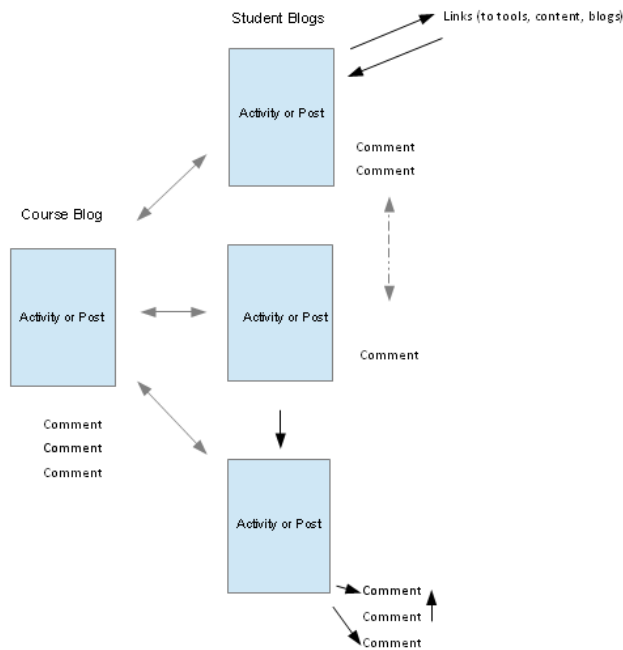 Student Blogs
Links (to tools, content, blogs)
Activity or Post
Comment
Comment
Course Blog
Activity or Post
Activity or Post
Comment
Comment
Comment
Comment
Activity or Post
Comment
Comment
Comment